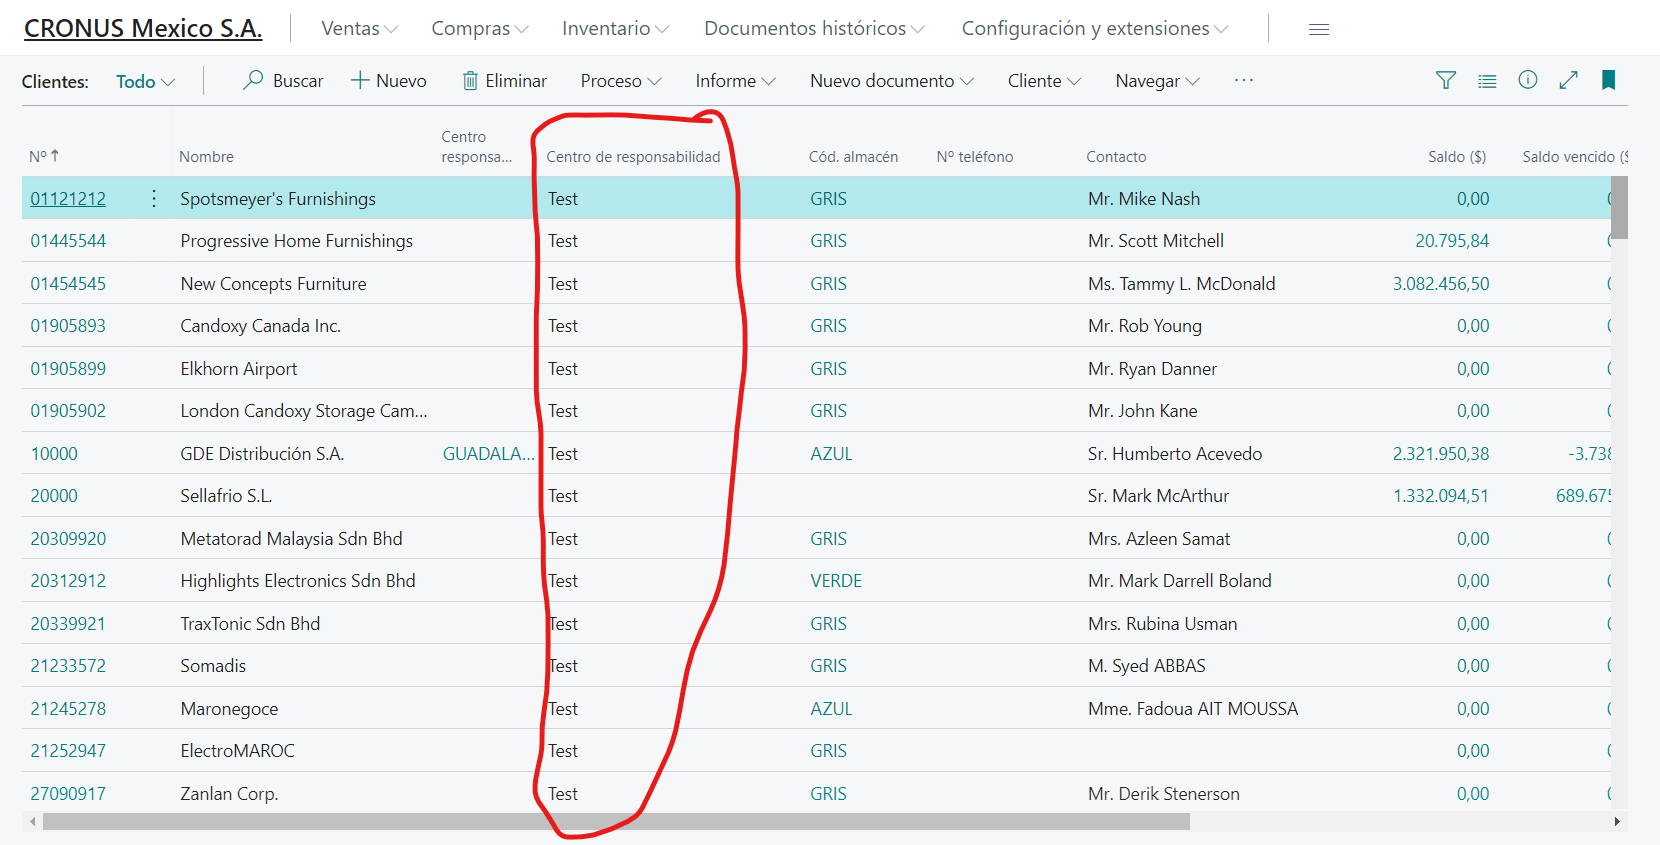 CRONUS Mexico S.A. Ventas Compras Inventario Documentos históricos Configuración y extensiones
Clientes: Todo Buscar Nuevo Eliminar Proceso Informe Nuevo documento Cliente Navegar ...
Nº ↑ Nombre Centro responsa... Centro de responsabilidad Cód. almacén Nº teléfono Contacto Saldo ($) Saldo vencido ($
01121212 Spotsmeyer's Furnishings Test GRIS Mr. Mike Nash 0,00
01445544 Progressive Home Furnishings Test GRIS Mr. Scott Mitchell 20.795,84
01454545 New Concepts Furniture Test GRIS Ms. Tammy L. McDonald 3.082.456,50
01905893 Candoxy Canada Inc. Test GRIS Mr. Rob Young 0,00
01905899 Elkhorn Airport Test GRIS Mr. Ryan Danner 0,00
01905902 London Candoxy Storage Cam... Test GRIS Mr. John Kane 0,00
10000 GDE Distribución S.A. GUADALA... Test AZUL Sr. Humberto Acevedo 2.321.950,38 -3.738
20000 Sellafrio S.L. Test Sr. Mark McArthur 1.332.094,51 689.675
20309920 Metatorad Malaysia Sdn Bhd Test GRIS Mrs. Azleen Samat 0,00
20312912 Highlights Electronics Sdn Bhd Test VERDE Mr. Mark Darrell Boland 0,00
20339921 TraxTonic Sdn Bhd Test GRIS Mrs. Rubina Usman 0,00
21233572 Somadis Test GRIS M. Syed ABBAS 0,00
21245278 Maronegoce Test AZUL Mme. Fadoua AIT MOUSSA 0,00
21252947 ElectroMAROC Test GRIS 0,00
27090917 Zanlan Corp. Test GRIS Mr. Derik Stenerson 0,00